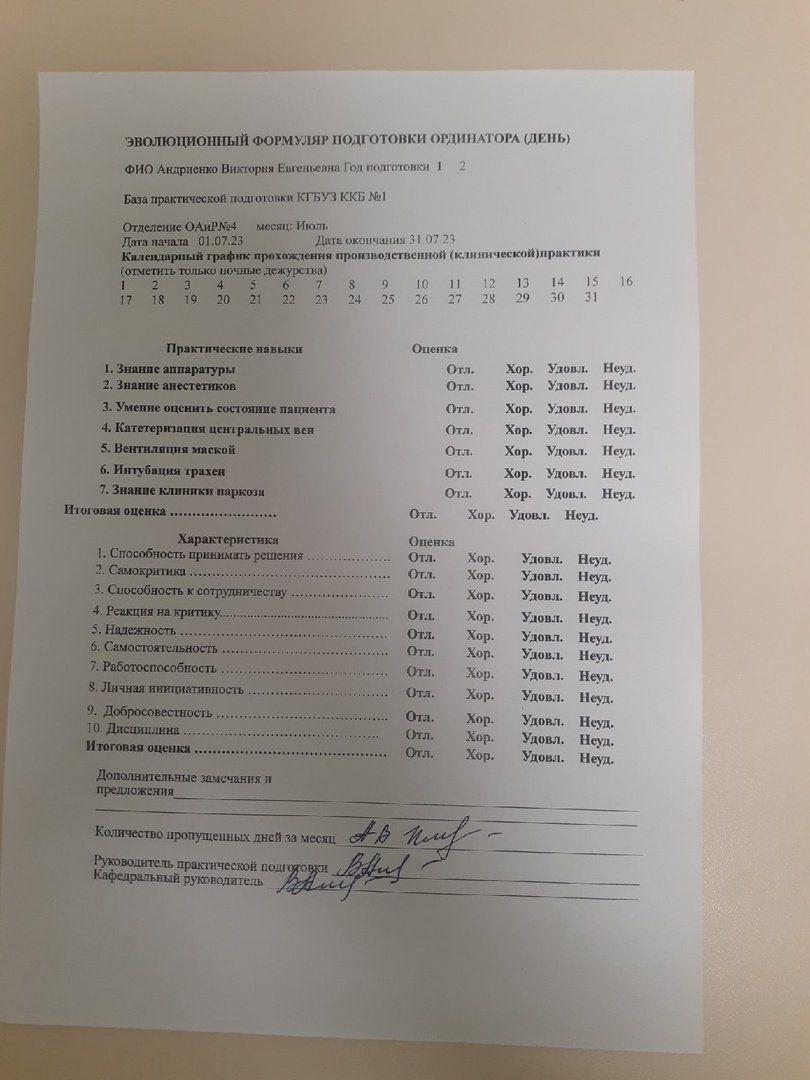 ЭВОЛЮЦИОННЫЙ ФОРМУЛЯР ПОДГОТОВКИ ОРДИНАТОРА (ДЕНЬ)
ФИО Андриенко Виктория Евгеньевна Год подготовки 1 2
База практической подготовки КГБУЗ ККБ №1
Отделение ОАиР№4 месяц: Июль
Дата начала 01.07.23 Дата окончания 31.07.23
Календарный график прохождения производственной (клинической)практики
(отметить только ночные дежурства)
1 2 3 4 5 6 7 8 9 10 11 12 13 14 15 16
17 18 19 20 21 22 23 24 25 26 27 28 29 30 31
Практические навыки Оценка
1. Знание аппаратуры Отл. Хор. Удовл. Неуд.
2. Знание анестетиков Отл. Хор. Удовл. Неуд.
3. Умение оценить состояние пациента Отл. Хор. Удовл. Неуд.
4. Катетеризация центральных вен Отл. Хор. Удовл. Неуд.
5. Вентиляция маской Отл. Хор. Удовл. Неуд.
6. Интубация трахеи Отл. Хор. Удовл. Неуд.
7. Знание клиники наркоза Отл. Хор. Удовл. Неуд.
Итоговая оценка ........................ Отл. Хор. Удовл. Неуд.
Характеристика Оценка
1. Способность принимать решения .................. Отл. Хор. Удовл. Неуд.
2. Самокритика ........................................... Отл. Хор. Удовл. Неуд.
3. Способность к сотрудничеству ..................... Отл. Хор. Удовл. Неуд.
4. Реакция на критику.................................................. Отл. Хор. Удовл. Неуд.
5. Надежность ............................................. Отл. Хор. Удовл. Неуд.
6. Самостоятельность ................................... Отл. Хор. Удовл. Неуд.
7. Работоспособность .................................... Отл. Хор. Удовл. Неуд.
8. Личная инициативность .............................. Отл. Хор. Удовл. Неуд.
9. Добросовестность ..................................... Отл. Хор. Удовл. Неуд.
10. Дисциплина .......................................... Отл. Хор. Удовл. Неуд.
Итоговая оценка ........................................ Отл. Хор. Удовл. Неуд.
Дополнительные замечания и
предложения
Количество пропущенных дней за месяц
Руководитель практической подготовки
Кафедральный руководитель